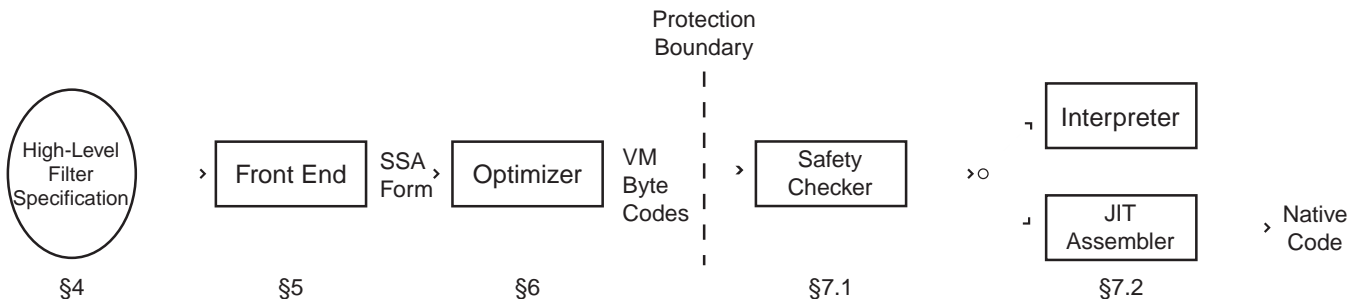 Protection
Boundary
High-Level
Filter
Specification
Front End
SSA
Form
Optimizer
VM
Byte
Codes
Safety
Checker
Interpreter
JIT
Assembler
Native
Code
§4
§5
§6
§7.1
§7.2